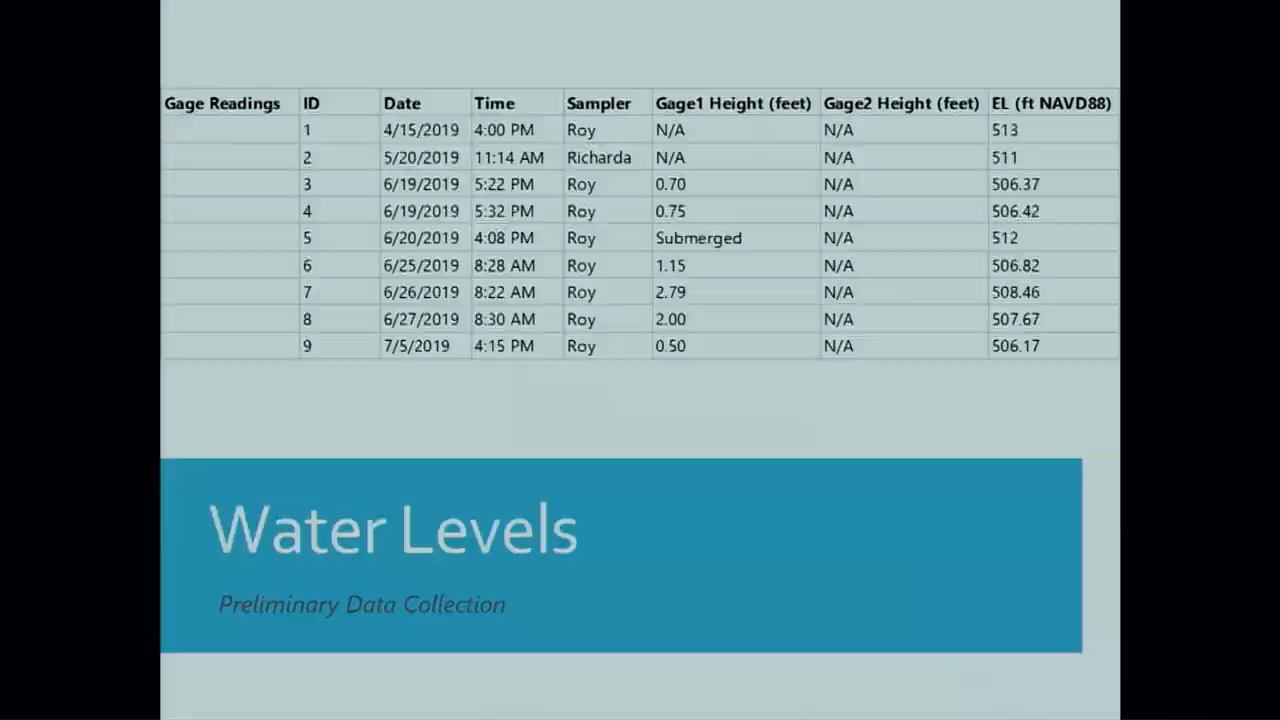 Gage Readings ID Date Time Sampler Gage1 Height (feet) Gage2 Height (feet) EL (ft NAVD88)
1 4/15/2019 4:00 PM Roy N/A N/A 513
2 5/20/2019 11:14 AM Richarda N/A N/A 511
3 6/19/2019 5:22 PM Roy 0.70 N/A 506.37
4 6/19/2019 5:32 PM Roy 0.75 N/A 506.42
5 6/20/2019 4:08 PM Roy Submerged N/A 512
6 6/25/2019 8:28 AM Roy 1.15 N/A 506.82
7 6/26/2019 8:22 AM Roy 2.79 N/A 508.46
8 6/27/2019 8:30 AM Roy 2.00 N/A 507.67
9 7/5/2019 4:15 PM Roy 0.50 N/A 506.17
Water Levels
Preliminary Data Collection